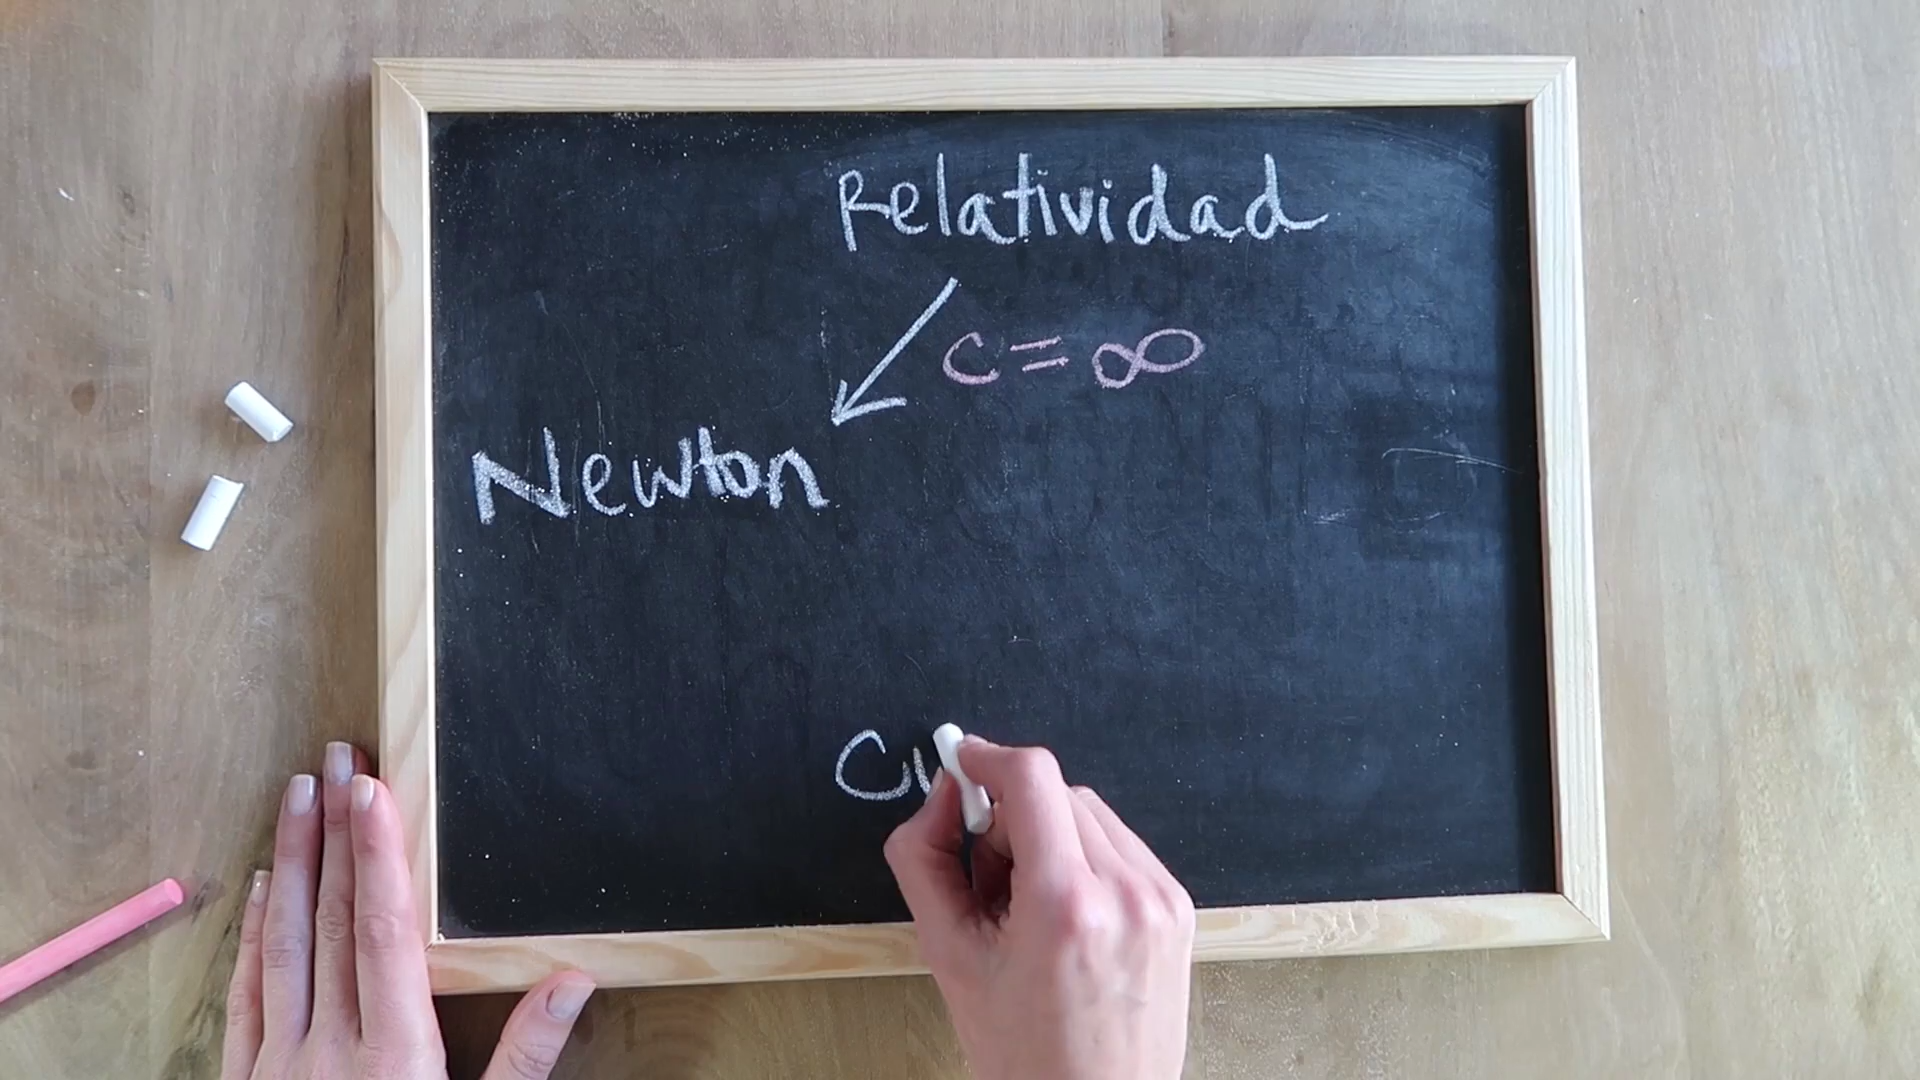 Relatividad
c = ∞
Newton
Cu